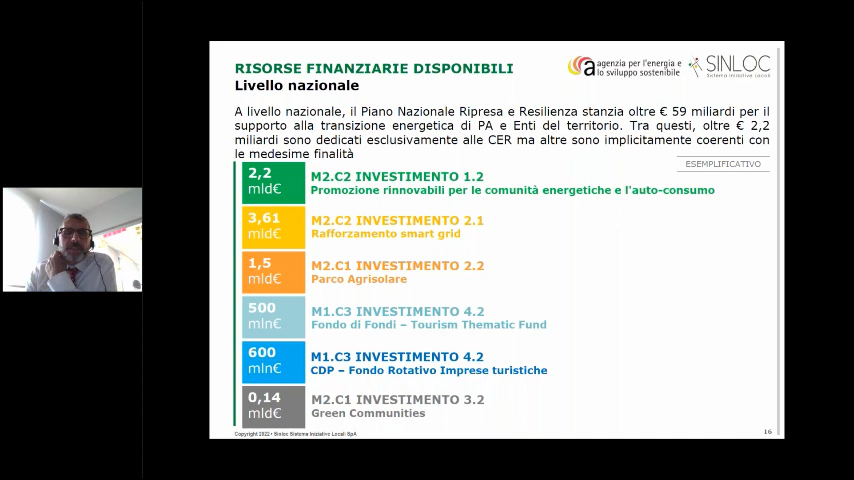 RISORSE FINANZIARIE DISPONIBILI
Livello nazionale
agenzia per l'energia e
lo sviluppo sostenibile
SINLOC
Sistema Iniziative Locali
A livello nazionale, il Piano Nazionale Ripresa e Resilienza stanzia oltre € 59 miliardi per il
supporto alla transizione energetica di PA e Enti del territorio. Tra questi, oltre € 2,2
miliardi sono dedicati esclusivamente alle CER ma altre sono implicitamente coerenti con
le medesime finalità
ESEMPLIFICATIVO
2,2
mld€
M2.C2 INVESTIMENTO 1.2
Promozione rinnovabili per le comunità energetiche e l'auto-consumo
3,61
mld€
M2.C2 INVESTIMENTO 2.1
Rafforzamento smart grid
1,5
mld€
M2.C1 INVESTIMENTO 2.2
Parco Agrisolare
500
mln€
M1.C3 INVESTIMENTO 4.2
Fondo di Fondi – Tourism Thematic Fund
600
mln€
M1.C3 INVESTIMENTO 4.2
CDP – Fondo Rotativo Imprese turistiche
0,14
mld€
M2.C1 INVESTIMENTO 3.2
Green Communities
Copyright 2022 • Sinloc Sistema Iniziative Locali SpA
16